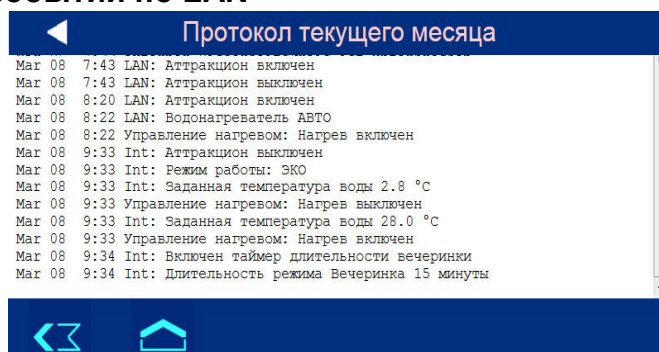 Протокол текущего месяца
Mar 08 7:43 LAN: Аттракцион включен
Mar 08 7:43 LAN: Аттракцион выключен
Mar 08 8:20 LAN: Аттракцион включен
Mar 08 8:22 LAN: Водонагреватель АВТО
Mar 08 8:22 Управление нагревом: Нагрев включен
Mar 08 9:33 Int: Аттракцион выключен
Mar 08 9:33 Int: Режим работы: ЭКО
Mar 08 9:33 Int: Заданная температура воды 2.8 °C
Mar 08 9:33 Управление нагревом: Нагрев выключен
Mar 08 9:33 Int: Заданная температура воды 28.0 °C
Mar 08 9:33 Управление нагревом: Нагрев включен
Mar 08 9:34 Int: Включен таймер длительности вечеринки
Mar 08 9:34 Int: Длительность режима Вечеринка 15 минуты